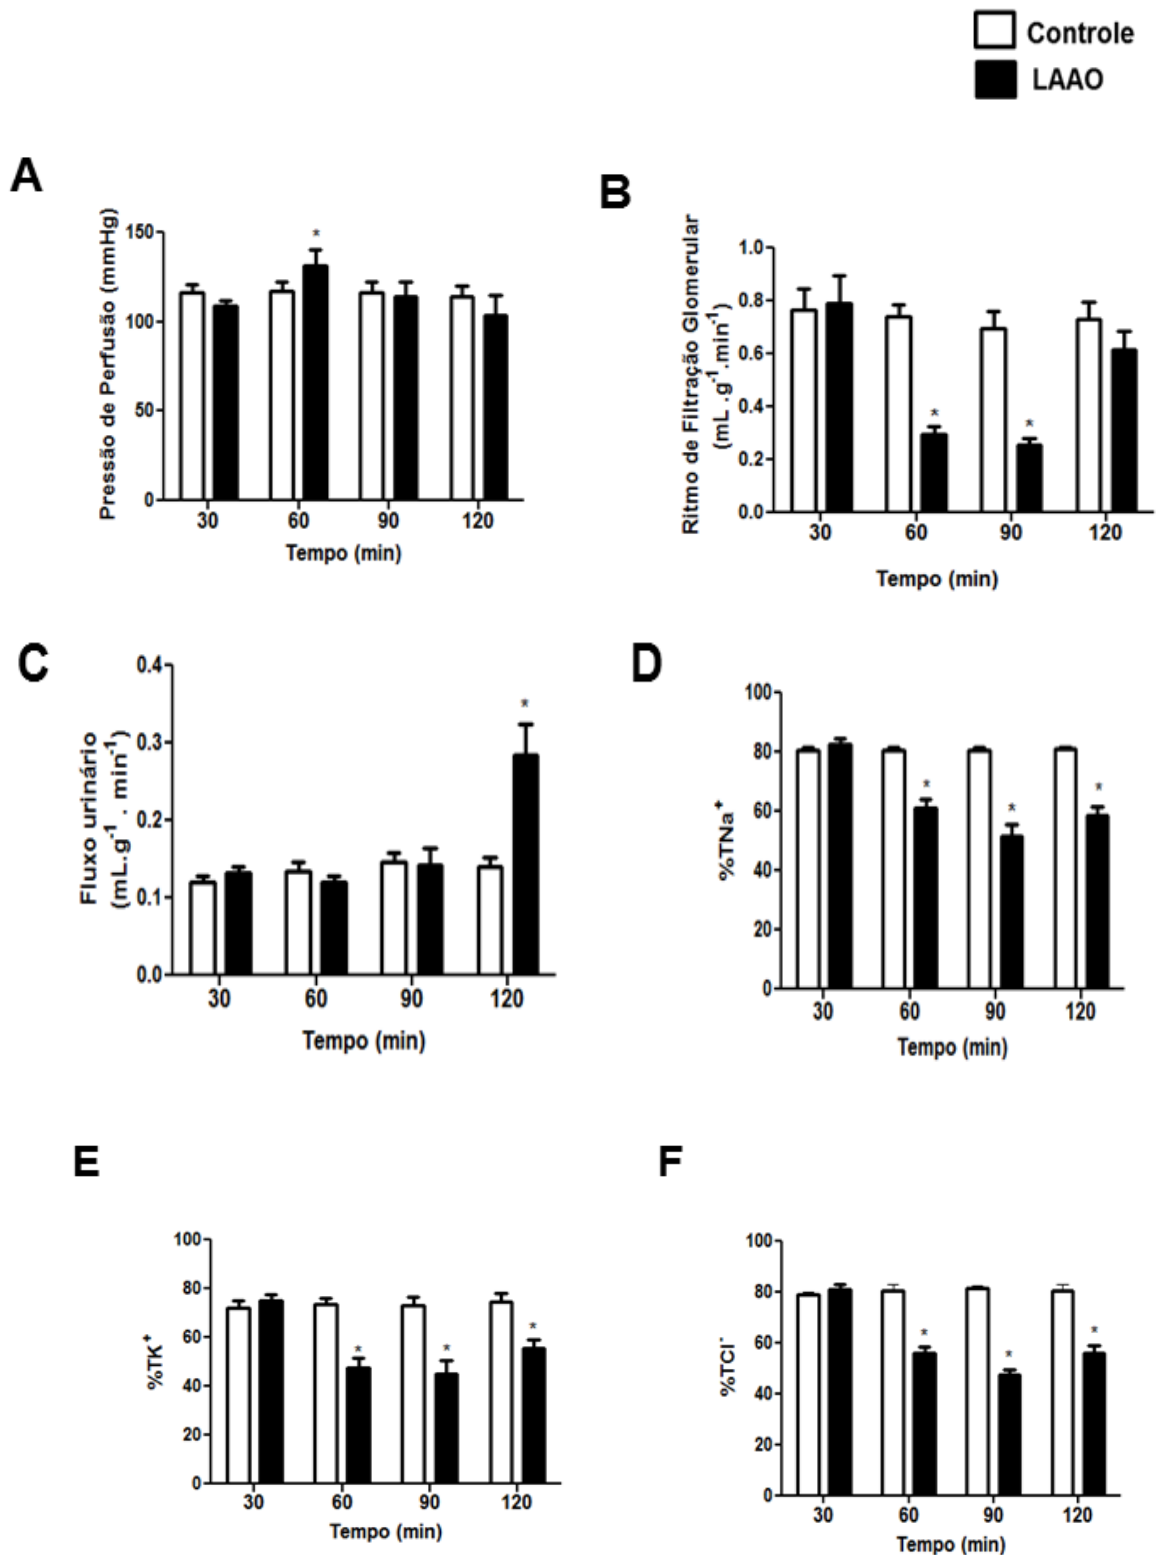 Controle
LAAO
A
Pressão de Perfusão (mmHg)
150
100
50
0
*
30 60 90 120
Tempo (min)
B
Ritmo de Filtração Glomerular
(mL .g⁻¹.min⁻¹)
1.0
0.8
0.6
0.4
0.2
0.0
* *
30 60 90 120
Tempo (min)
C
Fluxo urinário
(mL.g⁻¹ . min⁻¹)
0.4
0.3
0.2
0.1
0.0
*
30 60 90 120
Tempo (min)
D
%TNa⁺
100
80
60
40
20
0
* * *
30 60 90 120
Tempo (min)
E
%TK⁺
100
80
60
40
20
0
* * *
30 60 90 120
Tempo (min)
F
%TCl⁻
100
80
60
40
20
0
* * *
30 60 90 120
Tempo (min)